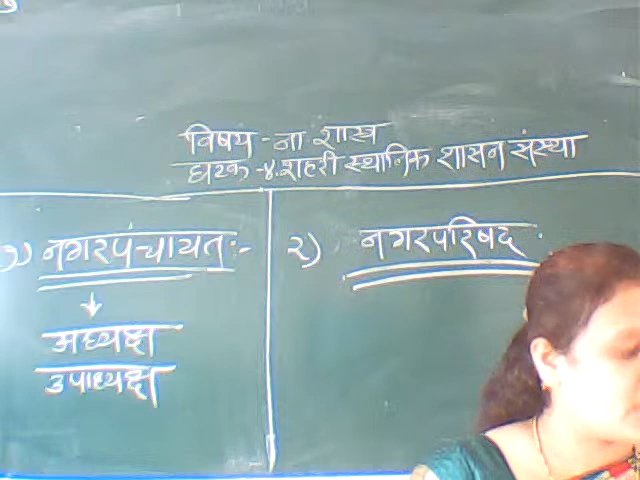 विषय - ना शास्त्र
घटक - ४. शहरी स्थानिक शासन संस्था
१) नगरपंचायत :-
↓
अध्यक्ष
उपाध्यक्ष
२) नगरपरिषद